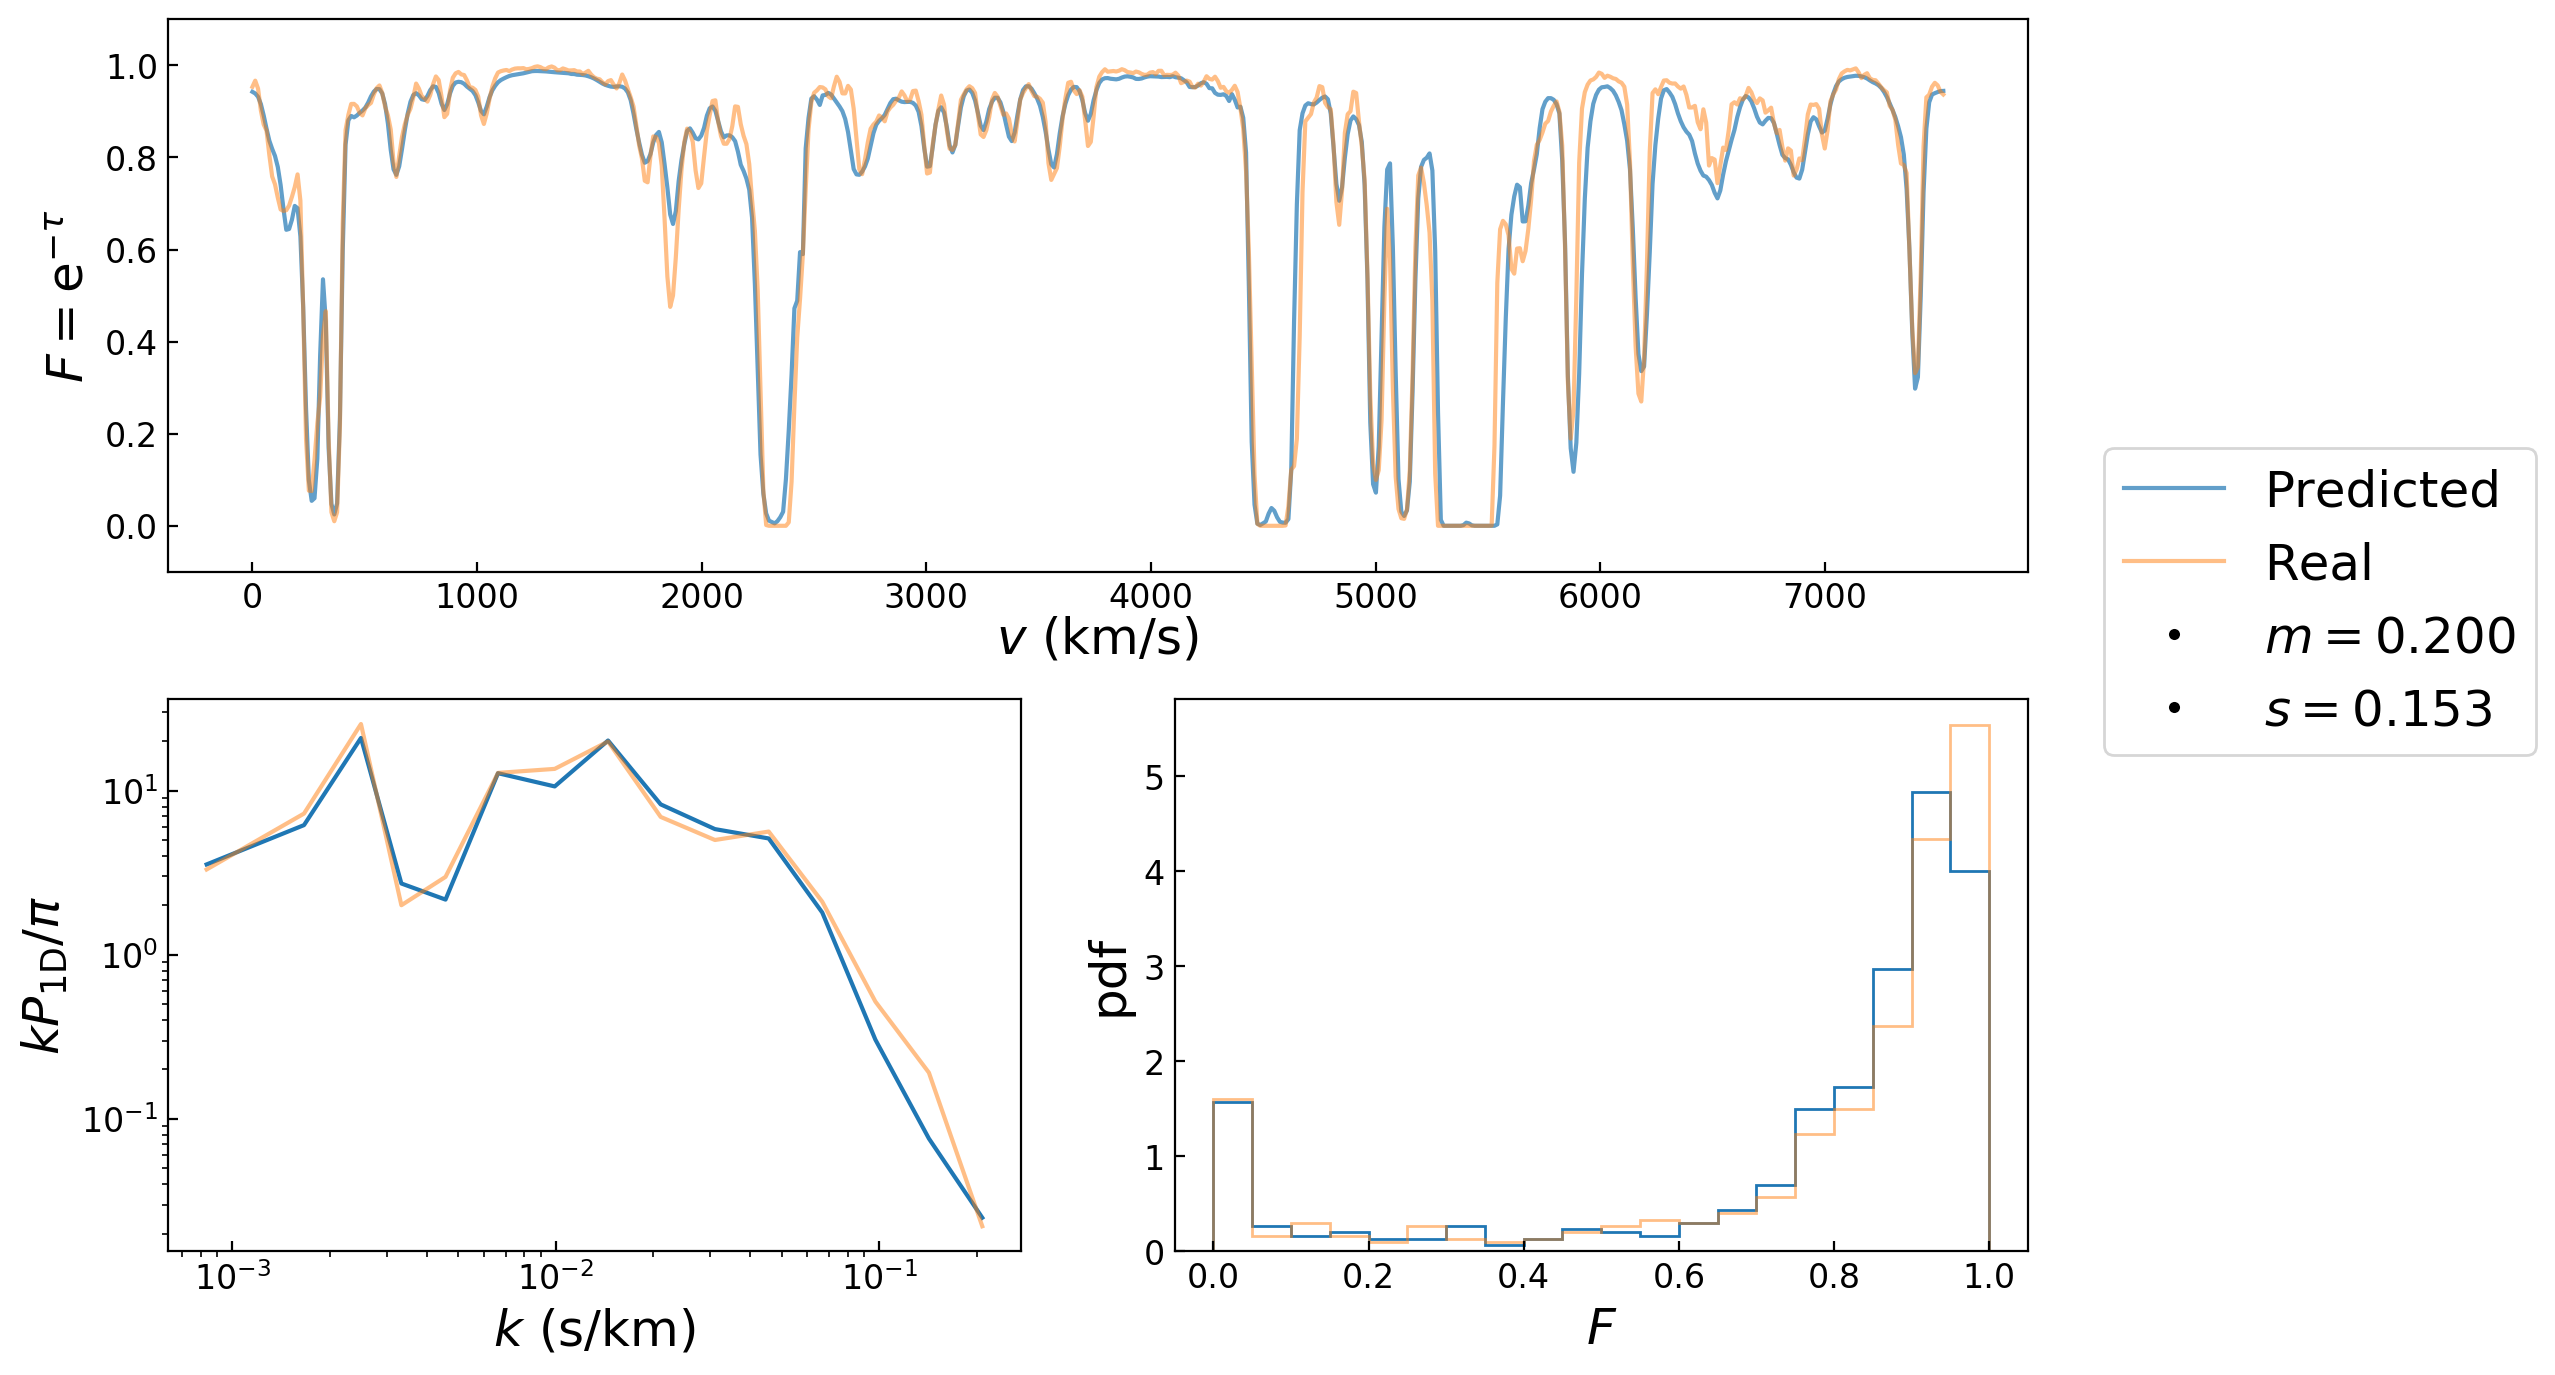 F = e^{−τ}
1.0
0.8
0.6
0.4
0.2
0.0
0 1000 2000 3000 4000 5000 6000 7000
v (km/s)
Predicted
Real
m = 0.200
s = 0.153
kP_{1D}/π
10^1
10^0
10^{−1}
10^{−3} 10^{−2} 10^{−1}
k (s/km)
pdf
5
4
3
2
1
0
0.0 0.2 0.4 0.6 0.8 1.0
F